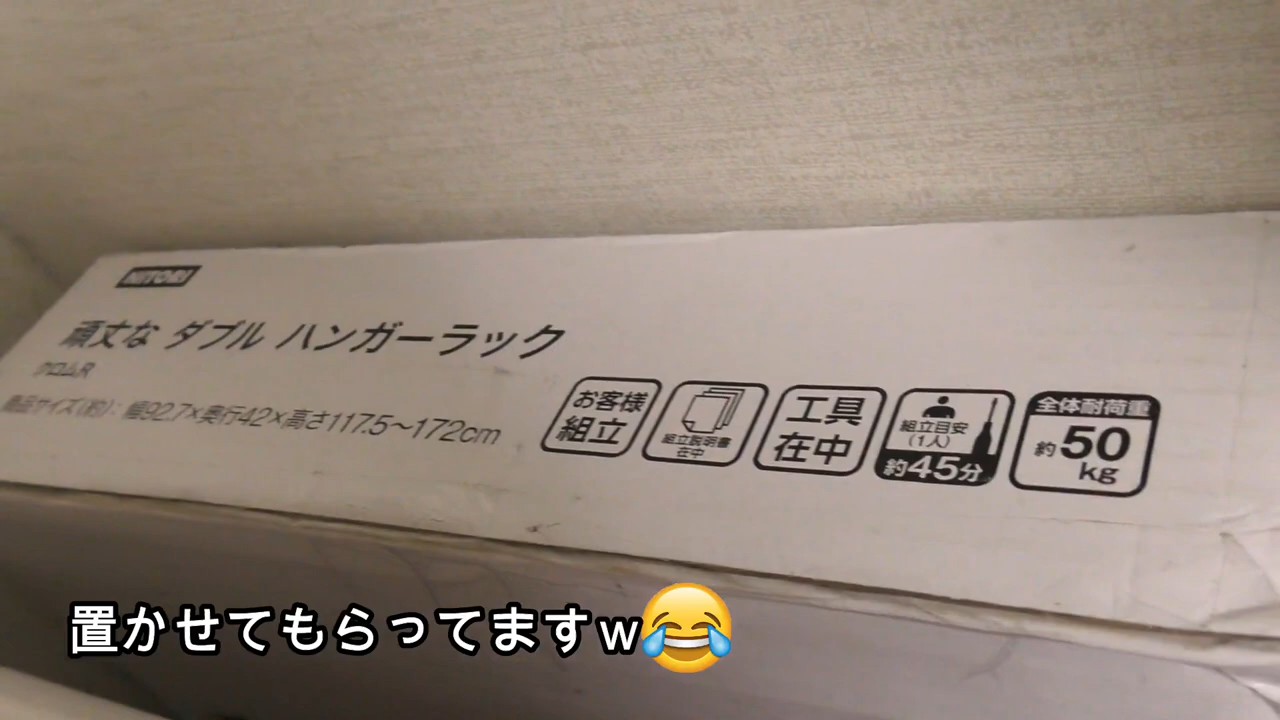 NITORI
頑丈な ダブル ハンガーラック
クロムR
商品サイズ(約)：幅92.7×奥行42×高さ117.5～172cm
お客様
組立
組立説明書
在中
工具
在中
組立目安
(1人)
約45分
全体耐荷重
約50
kg
置かせてもらってますw😂